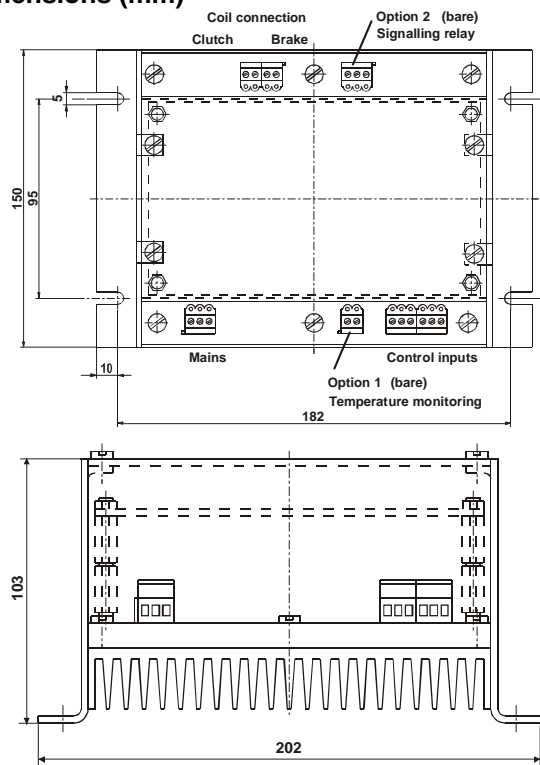 (mm)
Coil connection
Clutch Brake
Option 2 (bare)
Signalling relay
5
150
95
10
Mains
Control inputs
Option 1 (bare)
Temperature monitoring
182
103
202